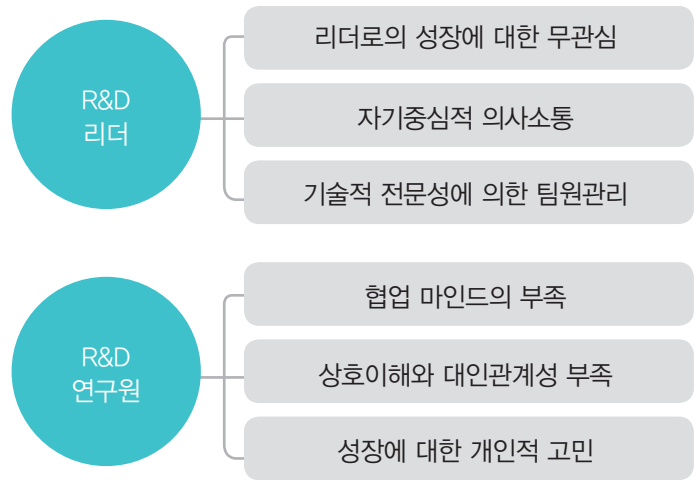 R&D
리더
리더로의 성장에 대한 무관심
자기중심적 의사소통
기술적 전문성에 의한 팀원관리
R&D
연구원
협업 마인드의 부족
상호이해와 대인관계성 부족
성장에 대한 개인적 고민